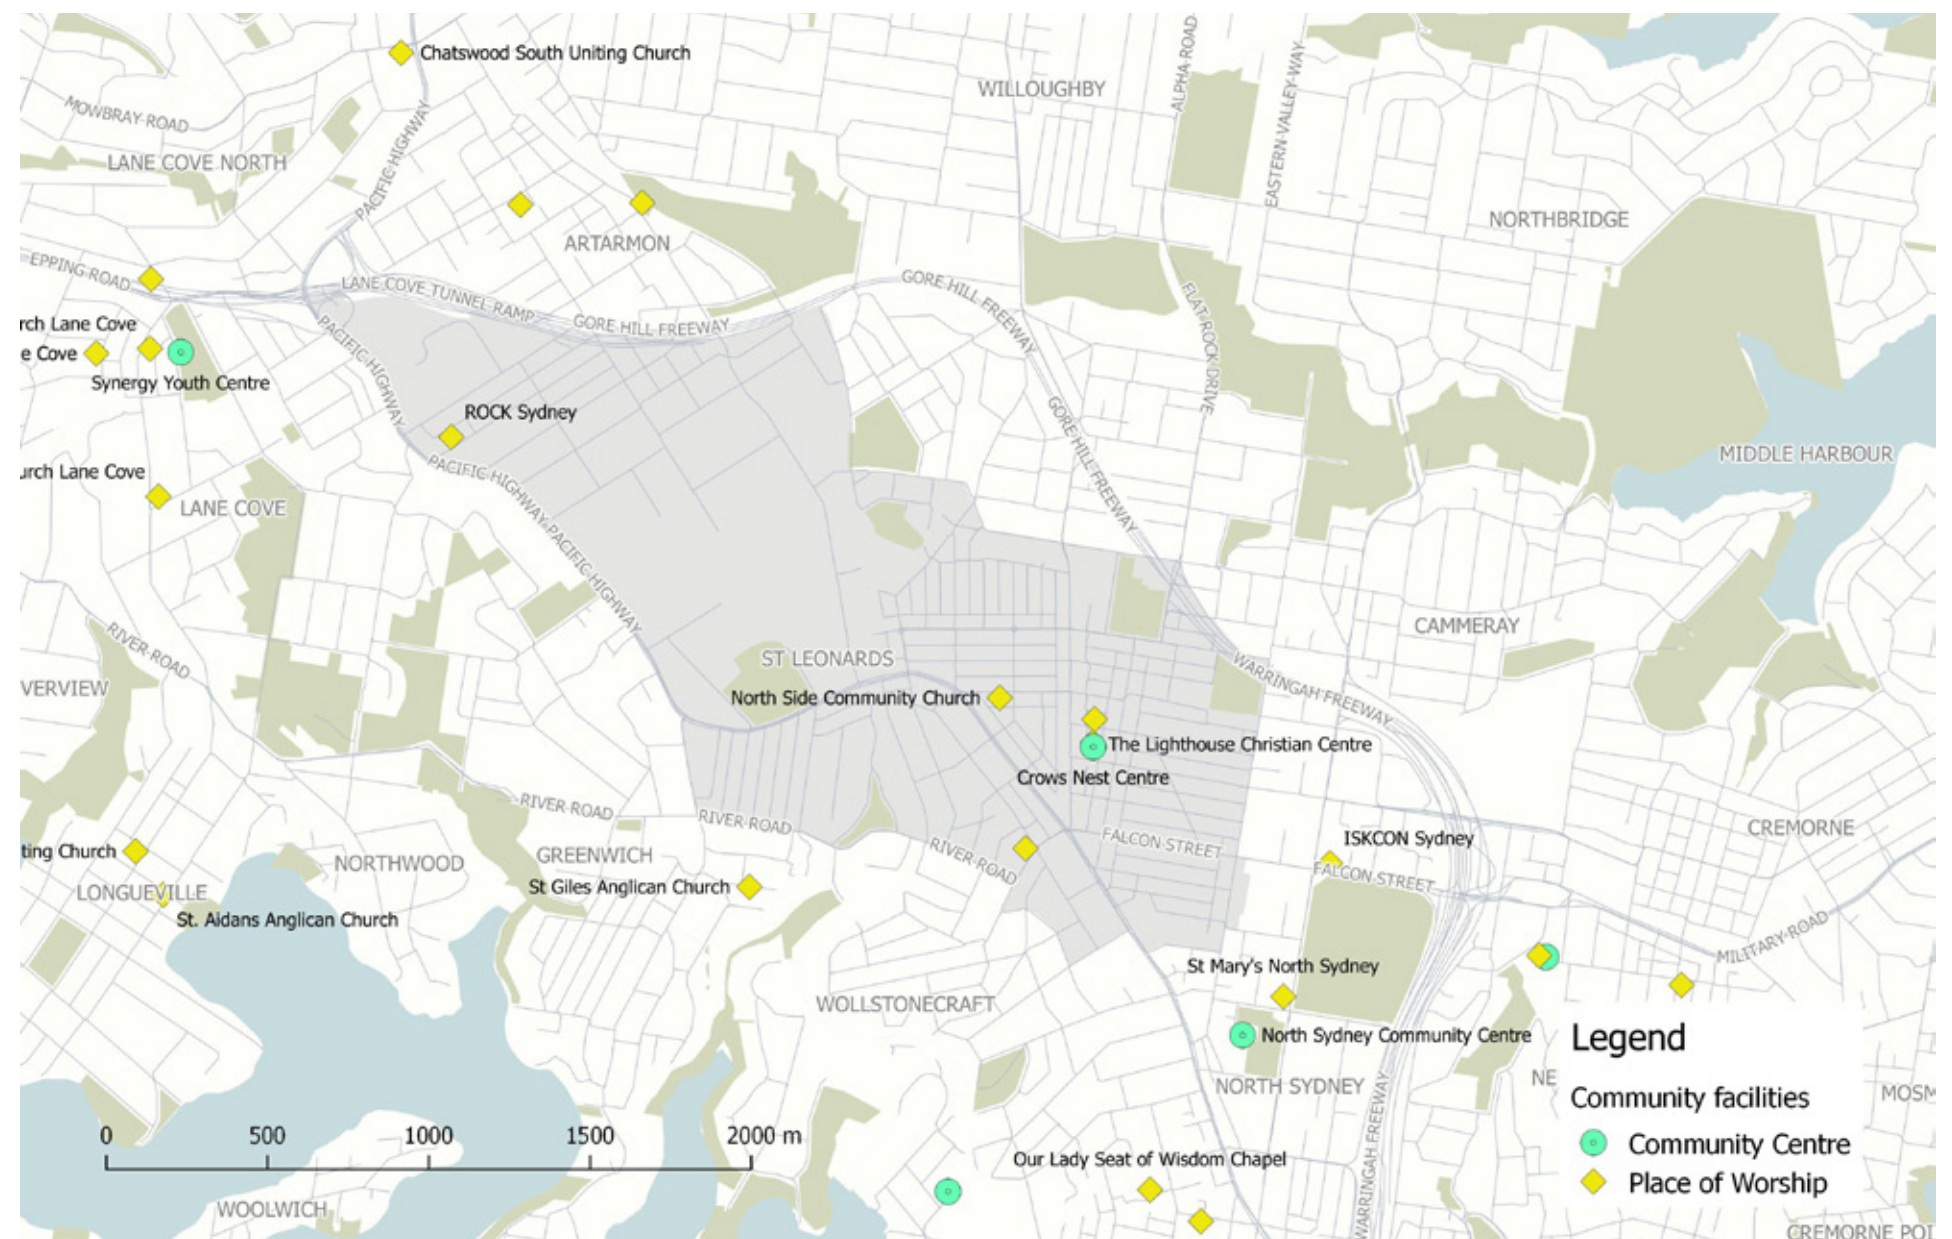 Chatswood South Uniting Church
WILLOUGHBY
ALPHA ROAD
EASTERN VALLEY WAY
MOWBRAY ROAD
PACIFIC HIGHWAY
LANE COVE NORTH
NORTHBRIDGE
ARTARMON
EPPING ROAD
LANE COVE TUNNEL RAMP
GORE HILL FREEWAY
GORE HILL FREEWAY
FLAT ROCK DRIVE
rch Lane Cove
e Cove
Synergy Youth Centre
PACIFIC HIGHWAY
ROCK Sydney
GORE HILL FREEWAY
MIDDLE HARBOUR
PACIFIC HIGHWAY
PACIFIC HIGHWAY
urch Lane Cove
LANE COVE
CAMMERAY
RIVER ROAD
ST LEONARDS
WARRINGAH FREEWAY
VERVIEW
North Side Community Church
The Lighthouse Christian Centre
Crows Nest Centre
RIVER ROAD
RIVER ROAD
RIVER ROAD
FALCON STREET
ISKCON Sydney
CREMORNE
ting Church
NORTHWOOD
GREENWICH
FALCON STREET
LONGUEVILLE
St Giles Anglican Church
St. Aidans Anglican Church
MILITARY ROAD
St Mary's North Sydney
WOLLSTONECRAFT
North Sydney Community Centre
NORTH SYDNEY
NE
MOSM
WARRINGAH FREEWAY
0 500 1000 1500 2000 m
Our Lady Seat of Wisdom Chapel
WOOLWICH
CREMORNE POI
Legend
Community facilities
Community Centre
Place of Worship